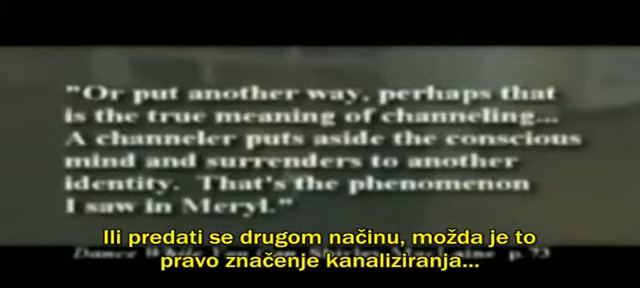 "Or put another way, perhaps that
is the true meaning of channeling...
A channeler puts aside the conscious
mind and surrenders to another
identity. That's the phenomenon
I saw in Meryl."
Ili predati se drugom načinu, možda je to
Dance p. 73
pravo značenje kanaliziranja...